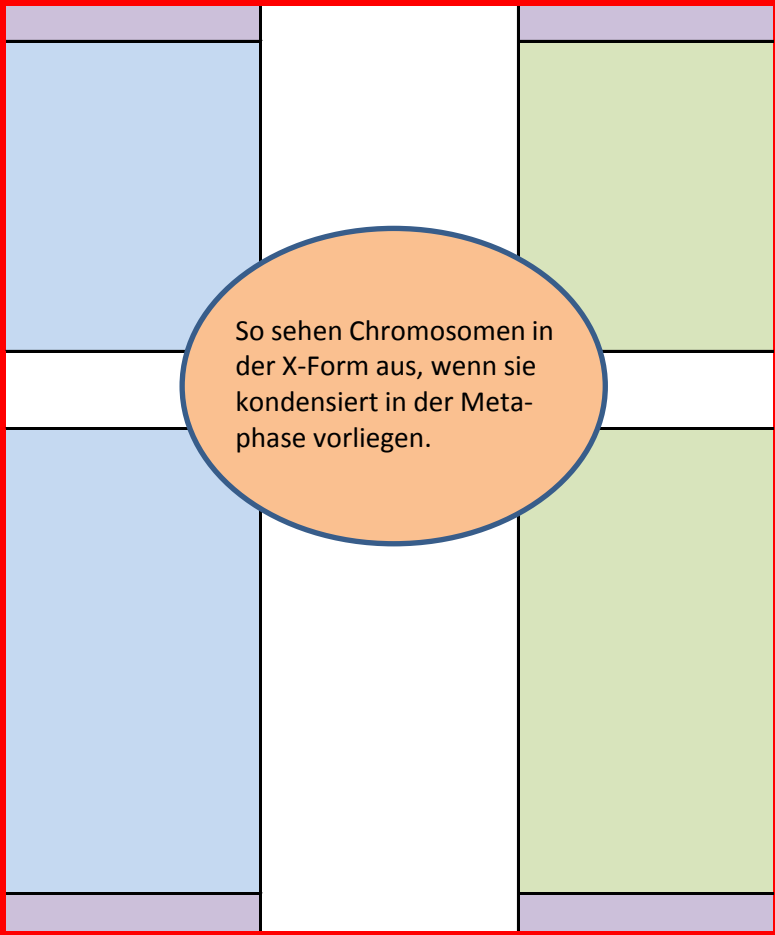 So sehen Chromosomen in
der X-Form aus, wenn sie
kondensiert in der Meta-
phase vorliegen.